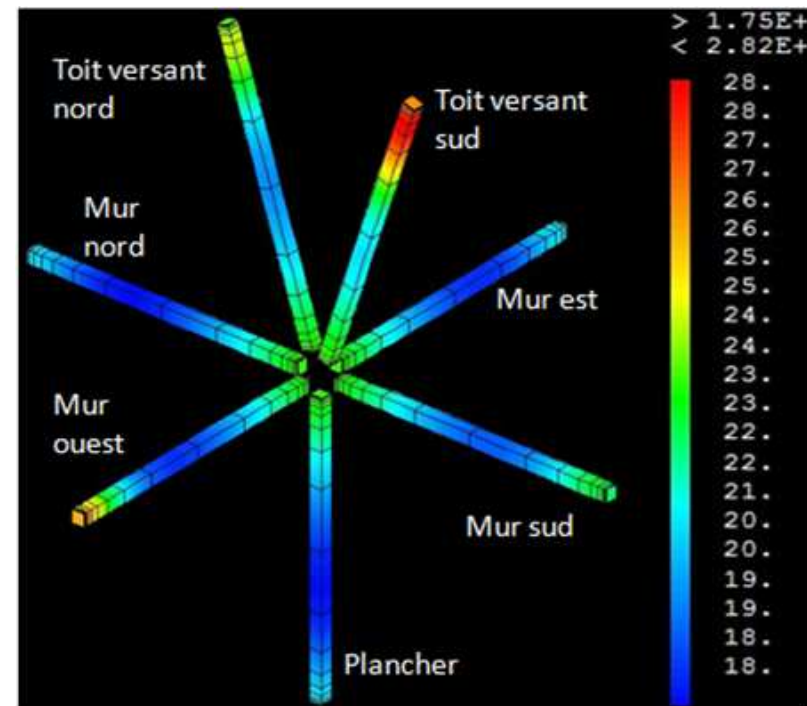 > 1.75E+
< 2.82E+
Toit versant
nord
Toit versant
sud
Mur
nord
Mur est
Mur
ouest
Mur sud
Plancher
28.
28.
27.
27.
26.
26.
25.
25.
24.
24.
23.
22.
22.
21.
20.
20.
19.
19.
18.
18.